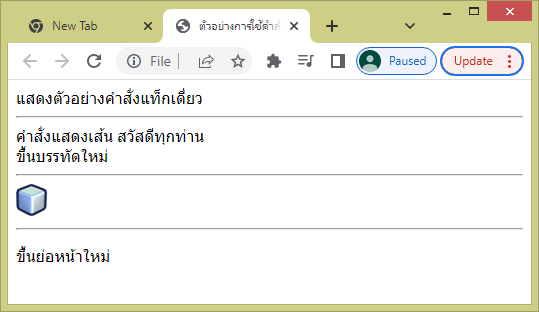 New Tab
ตัวอย่างการใช้คำสั่
File
Paused
Update
แสดงตัวอย่างคำสั่งแท็กเดี่ยว
คำสั่งแสดงเส้น สวัสดีทุกท่าน
ขึ้นบรรทัดใหม่
ขึ้นย่อหน้าใหม่